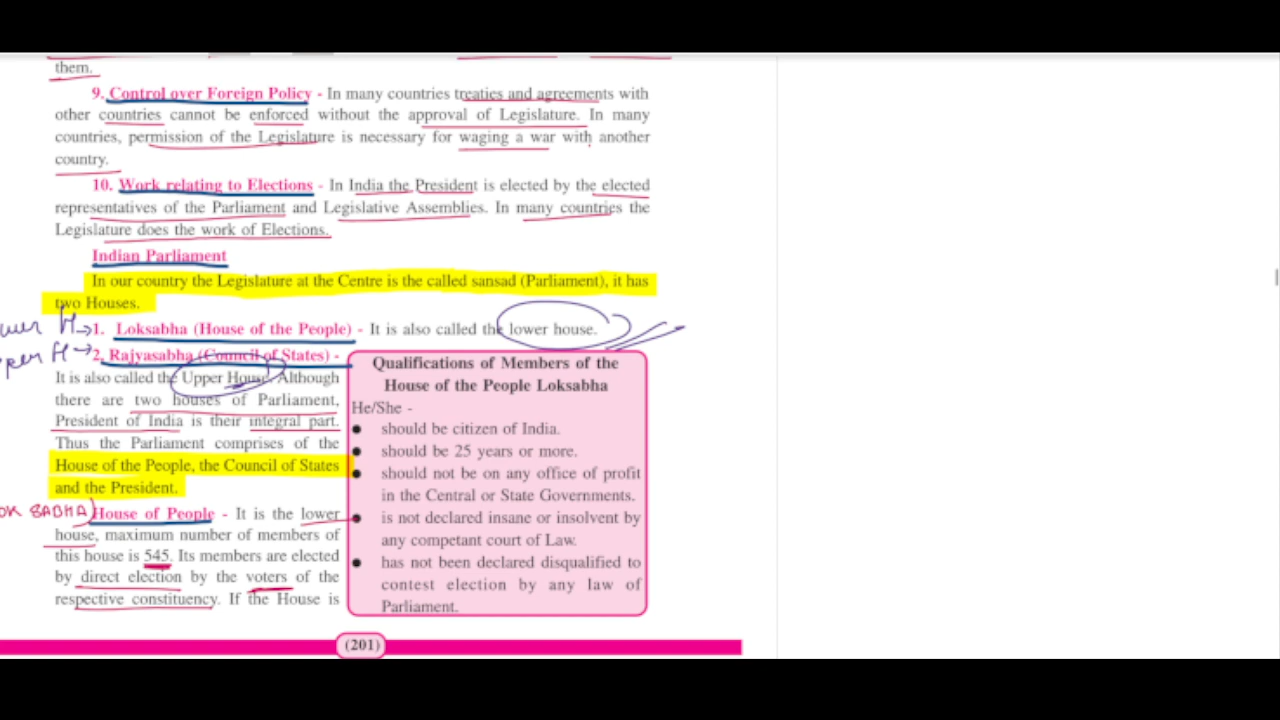 them.
9. Control over Foreign Policy - In many countries treaties and agreements with
other countries cannot be enforced without the approval of Legislature. In many
countries, permission of the Legislature is necessary for waging a war with another
country.
10. Work relating to Elections - In India the President is elected by the elected
representatives of the Parliament and Legislative Assemblies. In many countries the
Legislature does the work of Elections.
Indian Parliament
In our country the Legislature at the Centre is the called sansad (Parliament), it has
two Houses.
1. Loksabha (House of the People) - It is also called the lower house.
2. Rajyasabha (Council of States) -
It is also called the Upper House. Although
there are two houses of Parliament,
President of India is their integral part.
Thus the Parliament comprises of the
House of the People, the Council of States
and the President.
House of People - It is the lower
house, maximum number of members of
this house is 545. Its members are elected
by direct election by the voters of the
respective constituency. If the House is
Qualifications of Members of the
House of the People Loksabha
He/She -
● should be citizen of India.
● should be 25 years or more.
● should not be on any office of profit
in the Central or State Governments.
● is not declared insane or insolvent by
any competant court of Law.
● has not been declared disqualified to
contest election by any law of
Parliament.
SABHA)
(201)